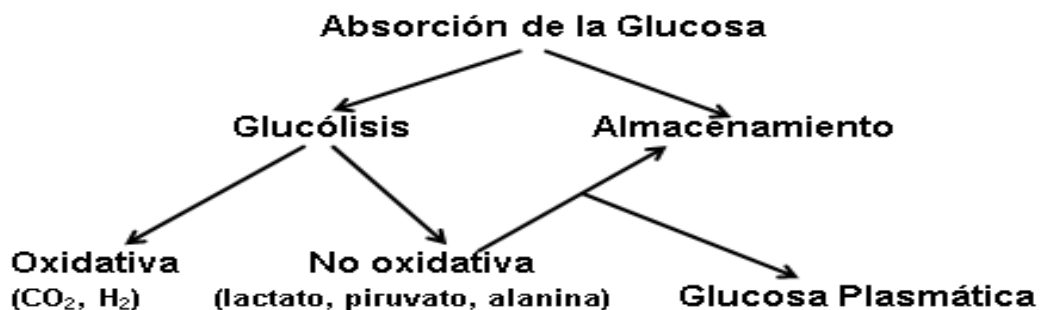 Absorción de la Glucosa
Glucólisis
Almacenamiento
Oxidativa
(CO₂, H₂)
No oxidativa
(lactato, piruvato, alanina)
Glucosa Plasmática